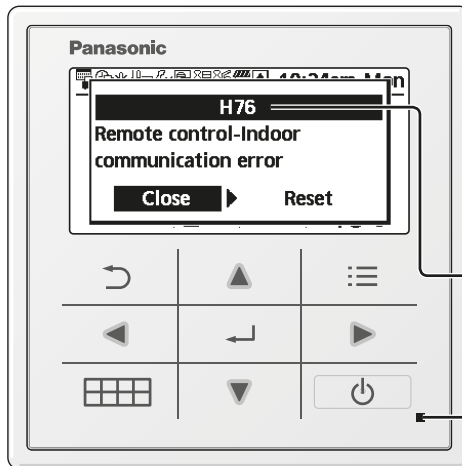 Panasonic
10:34am Mon
H76
Remote control-Indoor
communication error
Close Reset